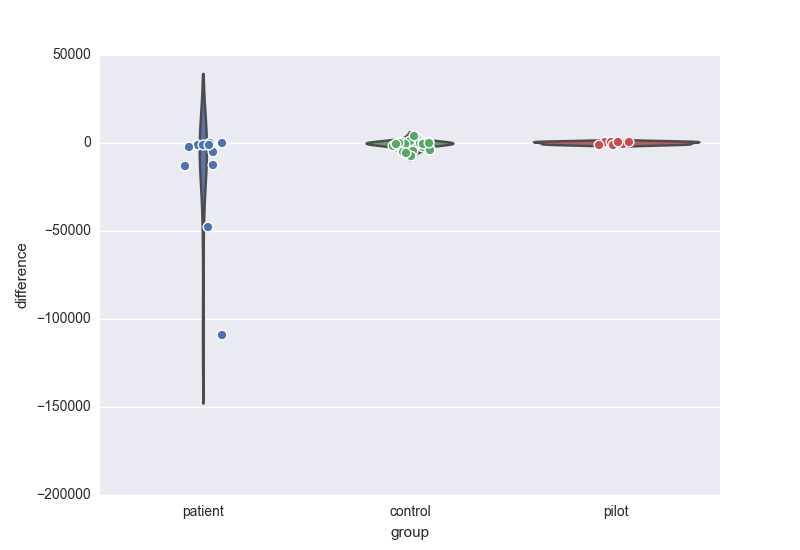 50000
0
−50000
−100000
−150000
−200000
difference
patient
control
pilot
group